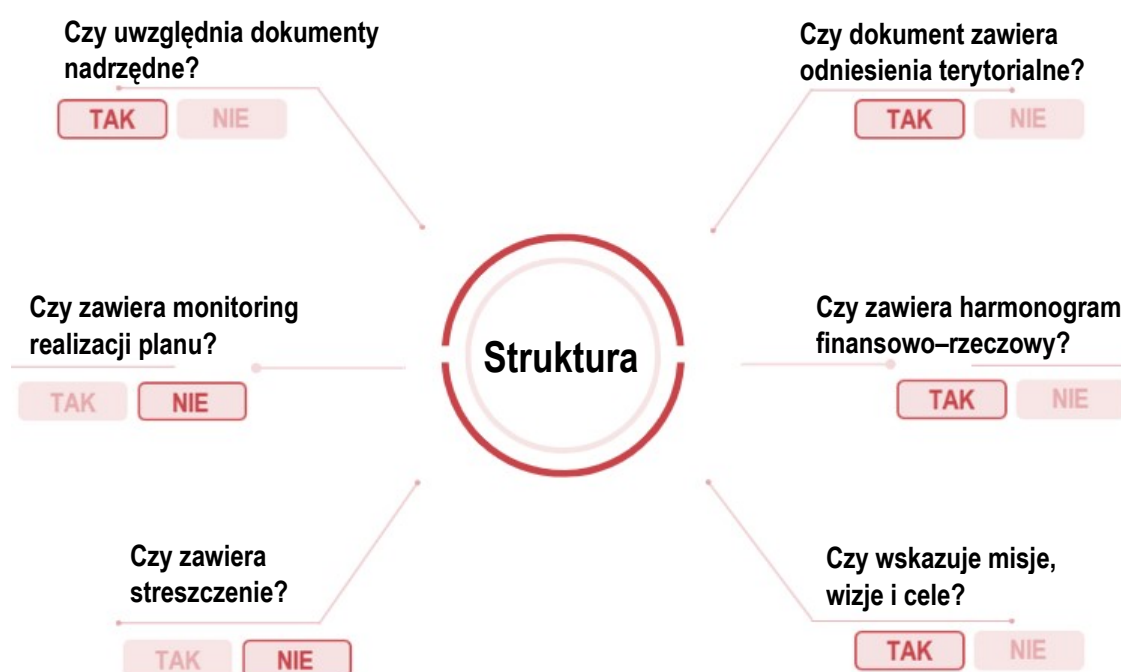 Czy uwzględnia dokumenty
nadrzędne?
TAK NIE
Czy dokument zawiera
odniesienia terytorialne?
TAK NIE
Czy zawiera monitoring
realizacji planu?
TAK NIE
Struktura
Czy zawiera harmonogram
finansowo–rzeczowy?
TAK NIE
Czy zawiera
streszczenie?
TAK NIE
Czy wskazuje misje,
wizje i cele?
TAK NIE